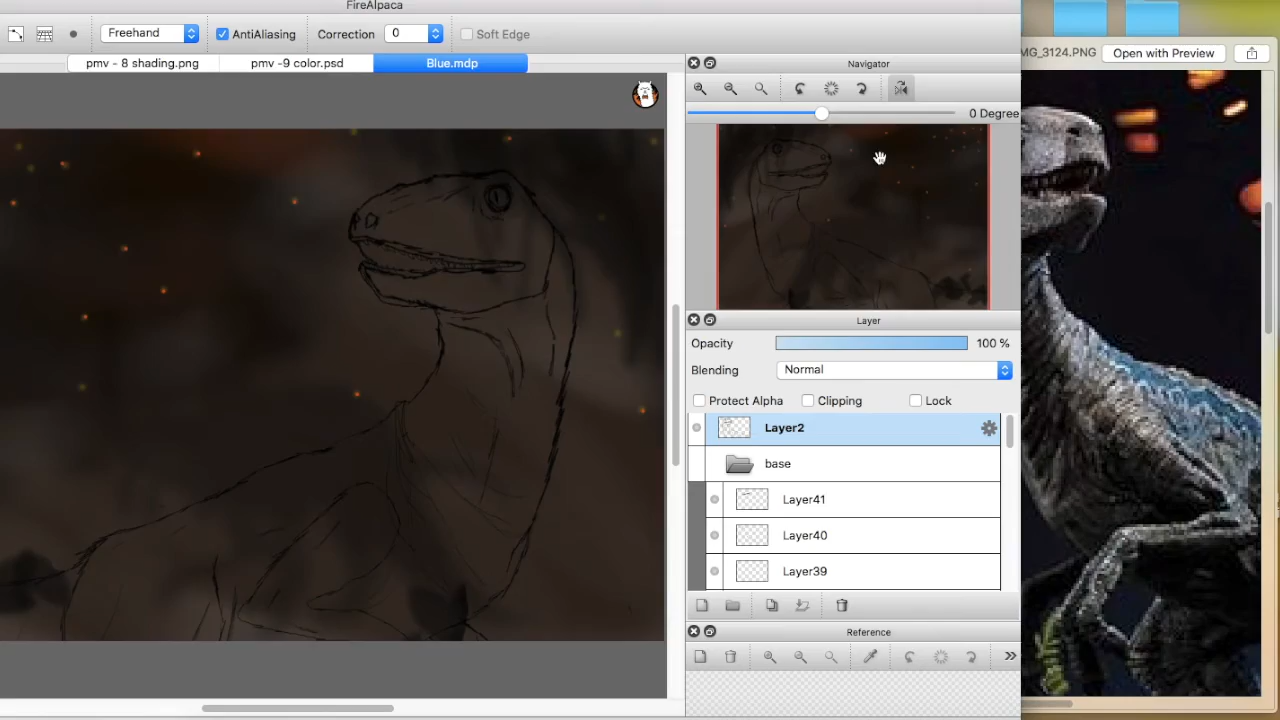 FireAlpaca
Freehand AntiAliasing Correction 0 Soft Edge
pmv - 8 shading.png pmv -9 color.psd Blue.mdp
Navigator
0 Degree
Layer
Opacity 100 %
Blending Normal
Protect Alpha Clipping Lock
Layer2
base
Layer41
Layer40
Layer39
Reference
MG_3124.PNG Open with Preview